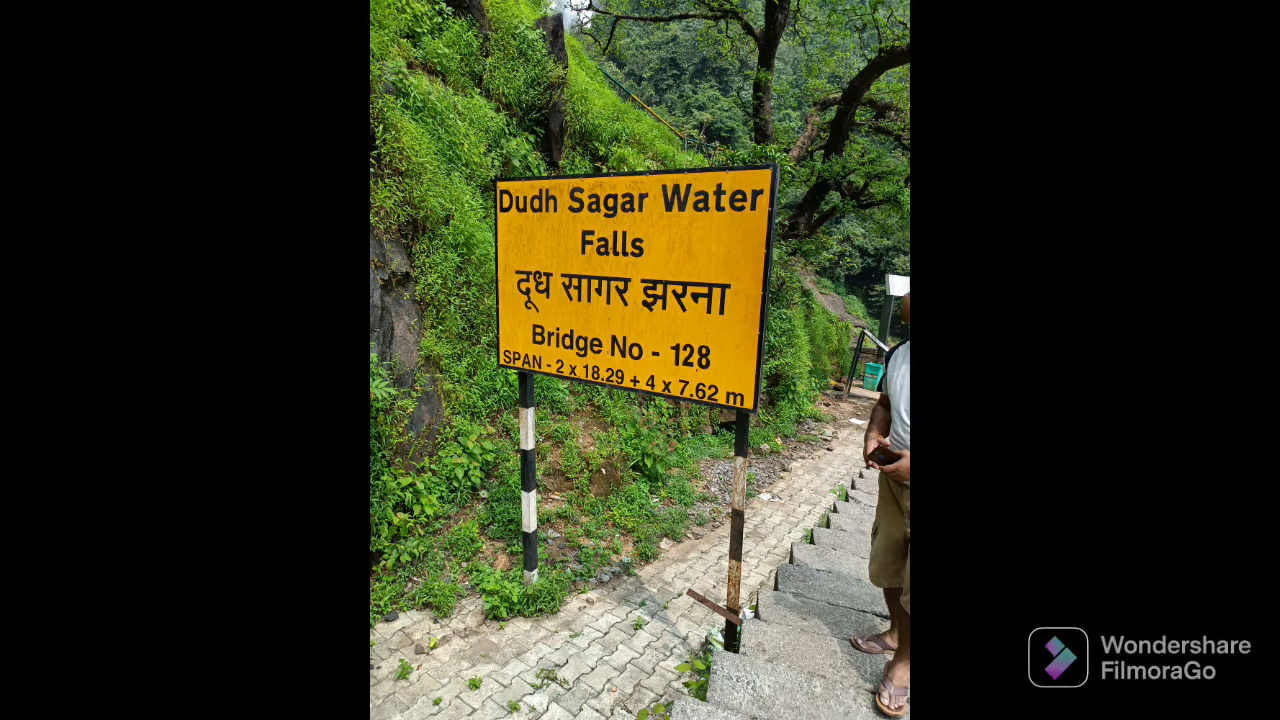 Dudh Sagar Water
Falls
दूध सागर झरना
Bridge No - 128
SPAN - 2 x 18.29 + 4 x 7.62 m
Wondershare
FilmoraGo